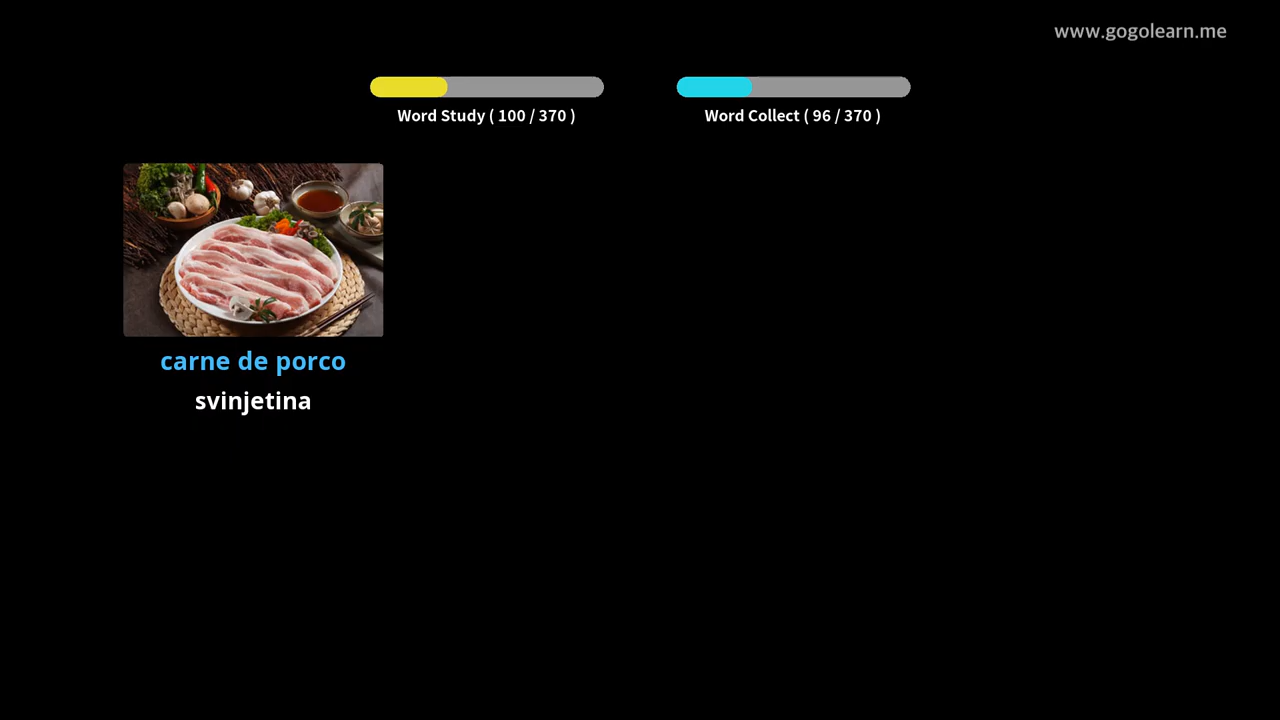 www.gogolearn.me
Word Study ( 100 / 370 )
Word Collect ( 96 / 370 )
carne de porco
svinjetina